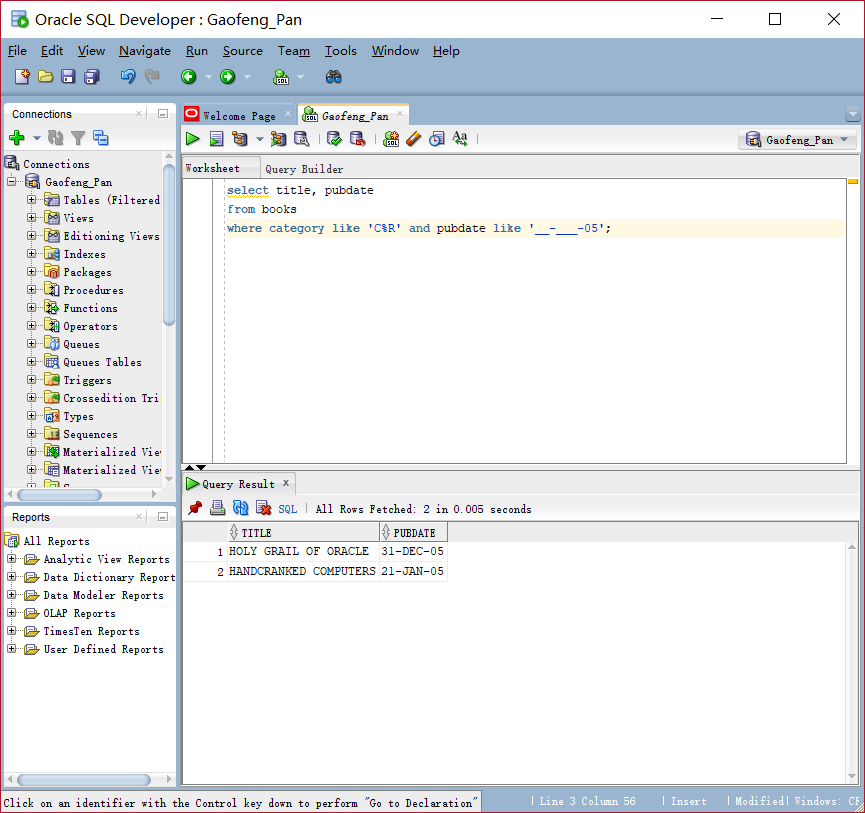 Oracle SQL Developer : Gaofeng_Pan
File Edit View Navigate Run Source Team Tools Window Help
Connections
Connections
Gaofeng_Pan
Tables (Filtered
Views
Editioning Views
Indexes
Packages
Procedures
Functions
Operators
Queues
Queues Tables
Triggers
Crossedition Tri
Types
Sequences
Materialized Vie
Materialized Vie
Reports
All Reports
Analytic View Reports
Data Dictionary Report
Data Modeler Reports
OLAP Reports
TimesTen Reports
User Defined Reports
Welcome Page Gaofeng_Pan
Gaofeng_Pan
Worksheet Query Builder
select title, pubdate
from books
where category like 'C%R' and pubdate like '__-___-05';
Query Result
SQL | All Rows Fetched: 2 in 0.005 seconds
TITLE PUBDATE
1 HOLY GRAIL OF ORACLE 31-DEC-05
2 HANDCRANKED COMPUTERS 21-JAN-05
Click on an identifier with the Control key down to perform "Go to Declaration"
| Line 3 Column 56 | Insert | Modified| Windows: CF